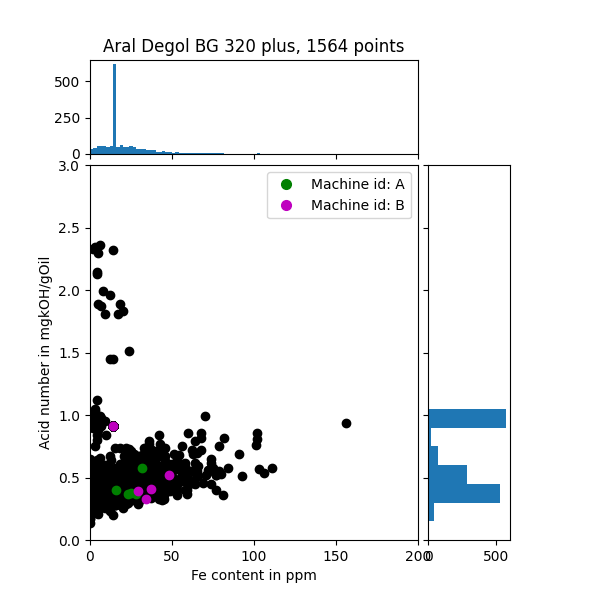 Aral Degol BG 320 plus, 1564 points
500
250
0
3.0
2.5
2.0
1.5
1.0
0.5
0.0
Acid number in mgkOH/gOil
Machine id: A
Machine id: B
0 50 100 150 200
0 500
Fe content in ppm